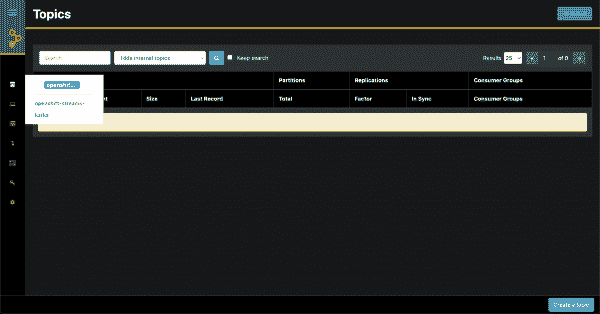 Topics
Search
Hide internal topics
Keep search
Results
25
1
of 0
Partitions
Replications
Consumer Groups
Size
Last Record
Total
Factor
In Sync
Consumer Groups
openshif...
openshift-streams-
kafka
Create a topic